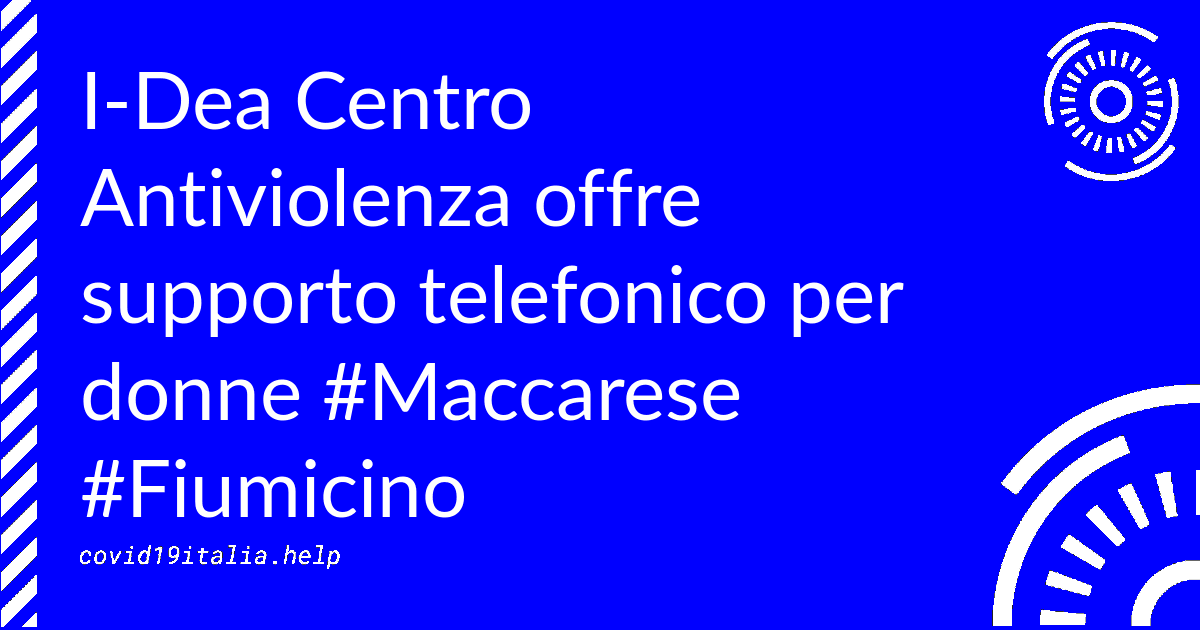 I-Dea Centro
Antiviolenza offre
supporto telefonico per
donne #Maccarese
#Fiumicino
covid19italia.help